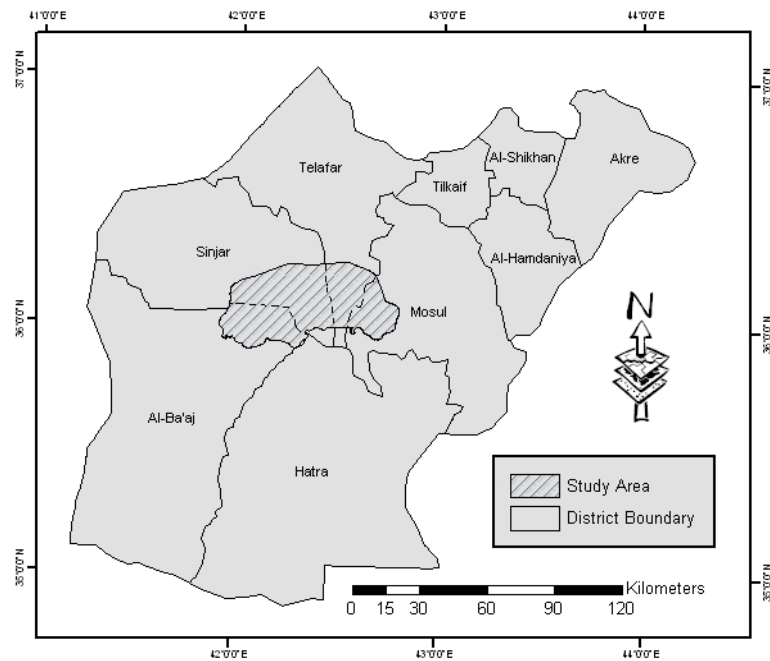 41°0'0"E 42°0'0"E 43°0'0"E 44°0'0"E
37°0'0"N 37°0'0"N
Al-Shikhan
Akre
Telafar
Tilkaif
Sinjar
Al-Hamdaniya
Mosul
N
36°0'0"N 36°0'0"N
Al-Ba'aj
Hatra
Study Area
District Boundary
35°0'0"N 35°0'0"N
Kilometers
0 15 30 60 90 120
42°0'0"E 43°0'0"E 44°0'0"E